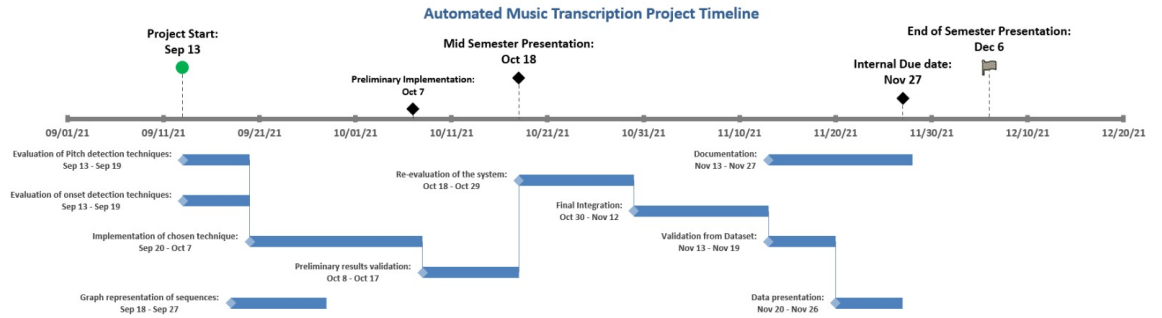 Automated Music Transcription Project Timeline
Project Start:
Sep 13
Mid Semester Presentation:
Oct 18
End of Semester Presentation:
Dec 6
Preliminary Implementation:
Oct 7
Internal Due date:
Nov 27
09/01/21 09/11/21 09/21/21 10/01/21 10/11/21 10/21/21 10/31/21 11/10/21 11/20/21 11/30/21 12/10/21 12/20/21
Evaluation of Pitch detection techniques:
Sep 13 - Sep 19
Documentation:
Nov 13 - Nov 27
Re-evaluation of the system:
Oct 18 - Oct 29
Evaluation of onset detection techniques:
Sep 13 - Sep 19
Final Integration:
Oct 30 - Nov 12
Implementation of chosen technique:
Sep 20 - Oct 7
Validation from Dataset:
Nov 13 - Nov 19
Preliminary results validation:
Oct 8 - Oct 17
Graph representation of sequences:
Sep 18 - Sep 27
Data presentation:
Nov 20 - Nov 26